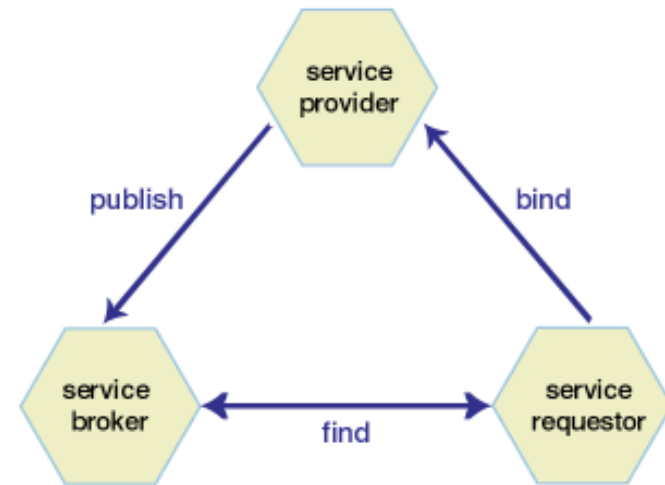 service
provider
publish
bind
service
broker
find
service
requestor